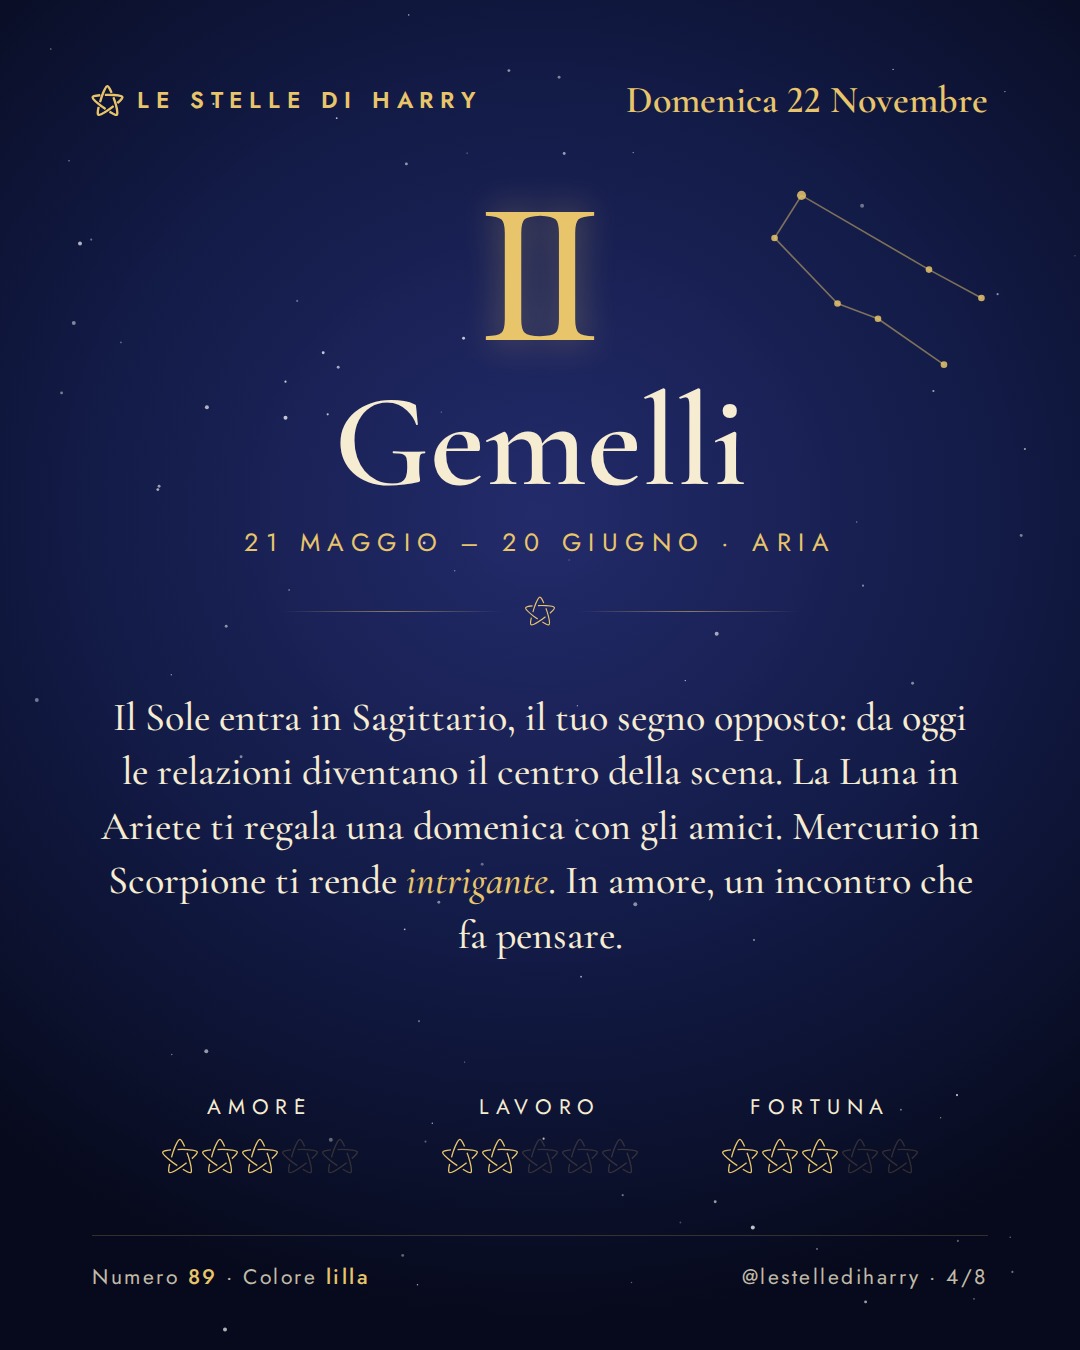 LE STELLE DI HARRY
Domenica 22 Novembre
Gemelli
21 MAGGIO – 20 GIUGNO · ARIA
Il Sole entra in Sagittario, il tuo segno opposto: da oggi
le relazioni diventano il centro della scena. La Luna in
Ariete ti regala una domenica con gli amici. Mercurio in
Scorpione ti rende intrigante. In amore, un incontro che
fa pensare.
AMORE
LAVORO
FORTUNA
Numero 89 · Colore lilla
@lestellediharry · 4/8